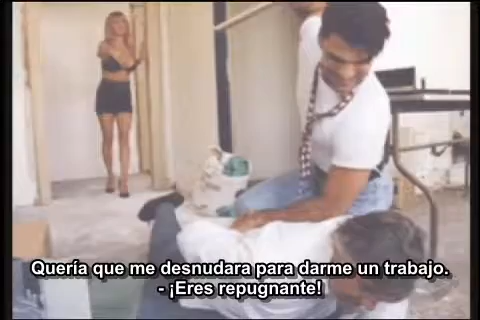 Quería que me desnudara para darme un trabajo.
- ¡Eres repugnante!